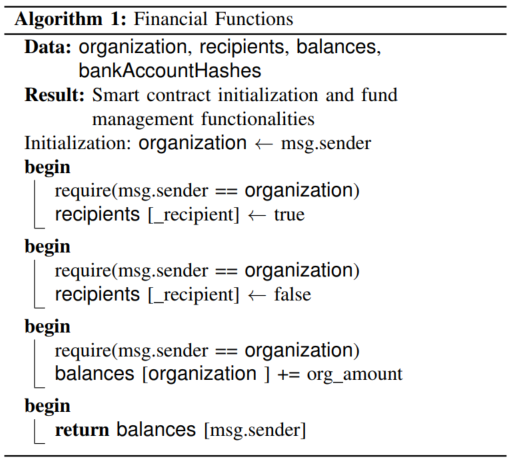 Algorithm 1: Financial Functions
Data: organization, recipients, balances,
bankAccountHashes
Result: Smart contract initialization and fund
management functionalities
Initialization: organization ← msg.sender
begin
require(msg.sender == organization)
recipients [_recipient] ← true
begin
require(msg.sender == organization)
recipients [_recipient] ← false
begin
require(msg.sender == organization)
balances [organization ] += org_amount
begin
return balances [msg.sender]